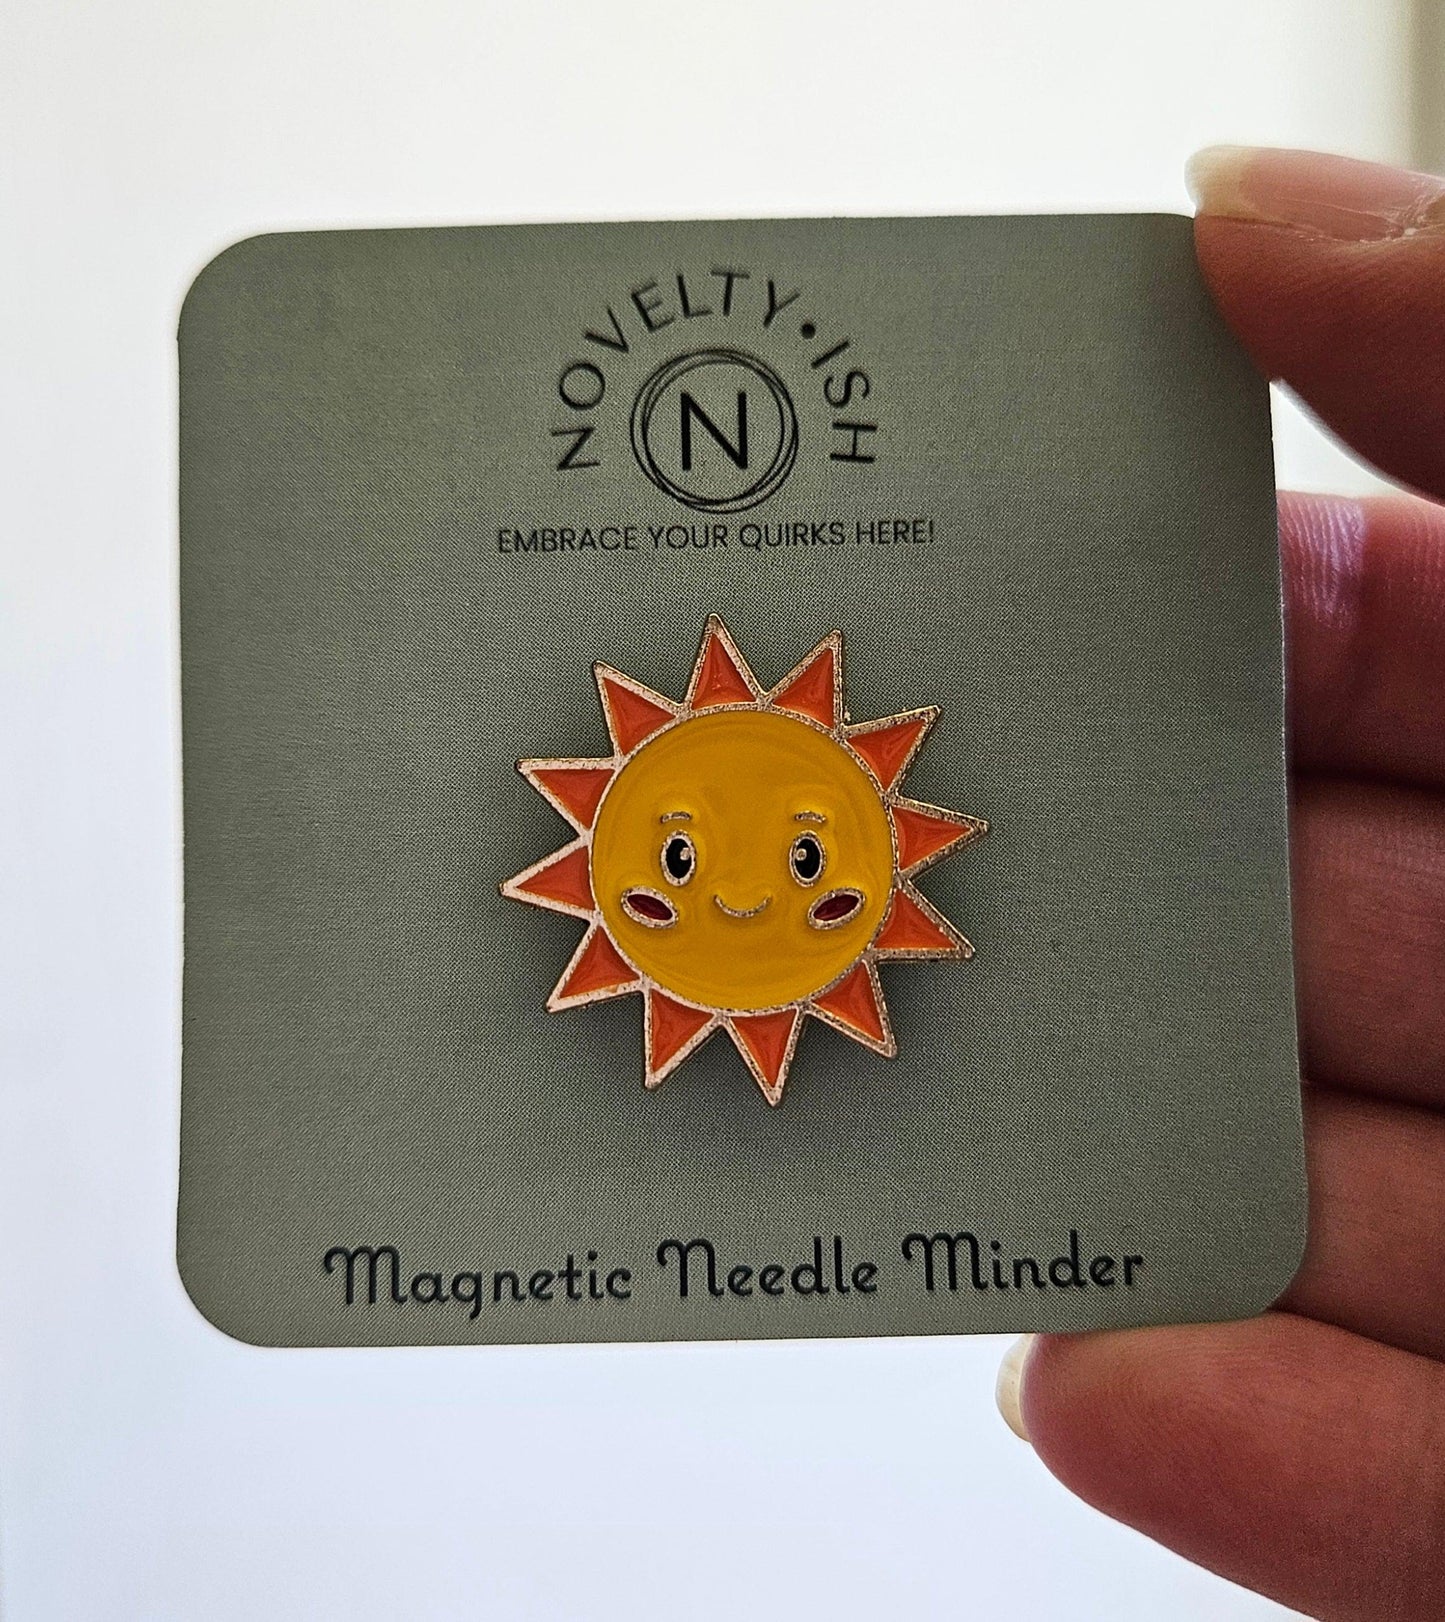 NOVELTY•ISH
N
EMBRACE YOUR QUIRKS HERE!
Magnetic Needle Minder